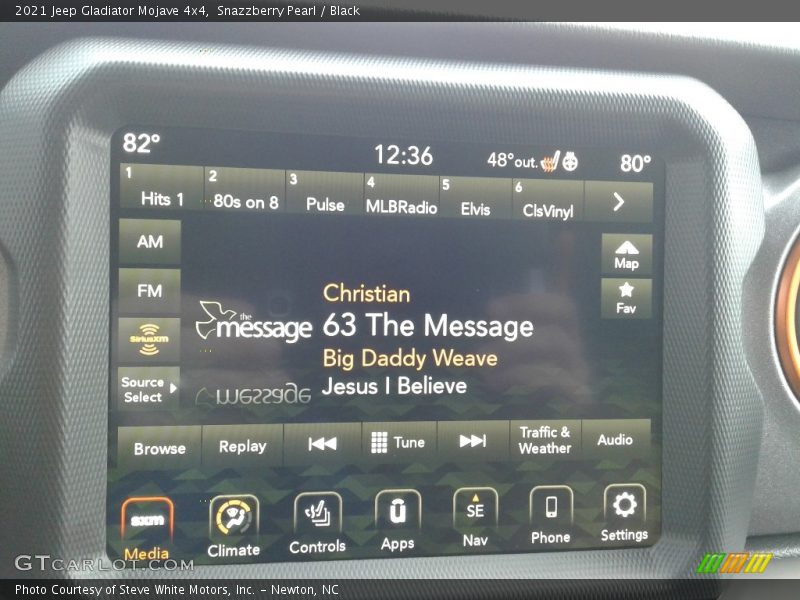 2021 Jeep Gladiator Mojave 4x4, Snazzberry Pearl / Black
82° 12:36 48°out. 80°
1 Hits 1 2 80s on 8 3 Pulse 4 MLBRadio 5 Elvis 6 ClsVinyl >
AM
Map
FM
Fav
Christian
the message 63 The Message
SiriusXM
Big Daddy Weave
Source Select
Jesus I Believe
message
Browse Replay Tune Traffic & Weather Audio
sxm SE
Media Climate Controls Apps Nav Phone Settings
GTCARLOT.COM
Photo Courtesy of Steve White Motors, Inc. – Newton, NC